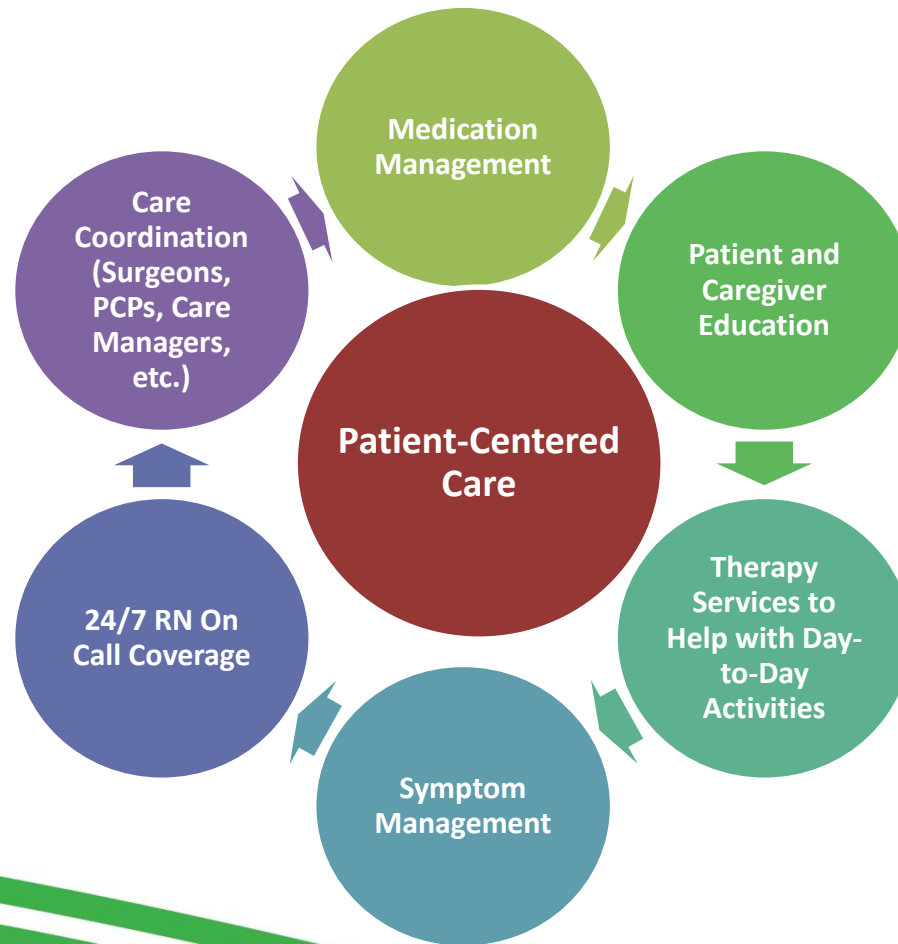 Medication
Management
Patient and
Caregiver
Education
Therapy
Services to
Help with Day-
to-Day
Activities
Symptom
Management
24/7 RN On
Call Coverage
Care
Coordination
(Surgeons,
PCPs, Care
Managers,
etc.)
Patient-Centered
Care